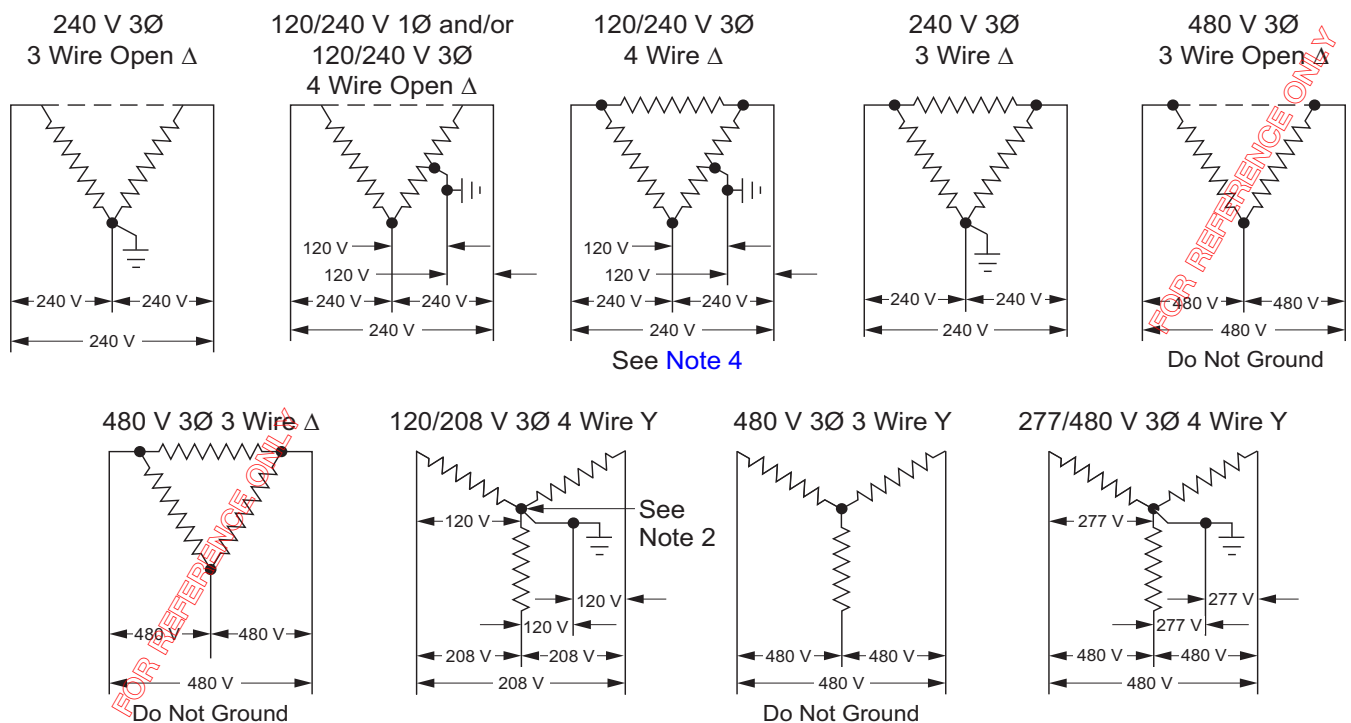 240 V 3Ø
3 Wire Open Δ
120/240 V 1Ø and/or
120/240 V 3Ø
4 Wire Open Δ
120/240 V 3Ø
4 Wire Δ
240 V 3Ø
3 Wire Δ
480 V 3Ø
3 Wire Open Δ
FOR REFERENCE ONLY
240 V
240 V
240 V
120 V
120 V
240 V
240 V
240 V
120 V
120 V
240 V
240 V
240 V
See Note 4
240 V
240 V
240 V
480 V
480 V
480 V
Do Not Ground
480 V 3Ø 3 Wire Δ
FOR REFERENCE ONLY
480 V
480 V
480 V
Do Not Ground
120/208 V 3Ø 4 Wire Y
See
Note 2
120 V
120 V
120 V
208 V
208 V
208 V
480 V 3Ø 3 Wire Y
480 V
480 V
480 V
Do Not Ground
277/480 V 3Ø 4 Wire Y
277 V
277 V
277 V
480 V
480 V
480 V